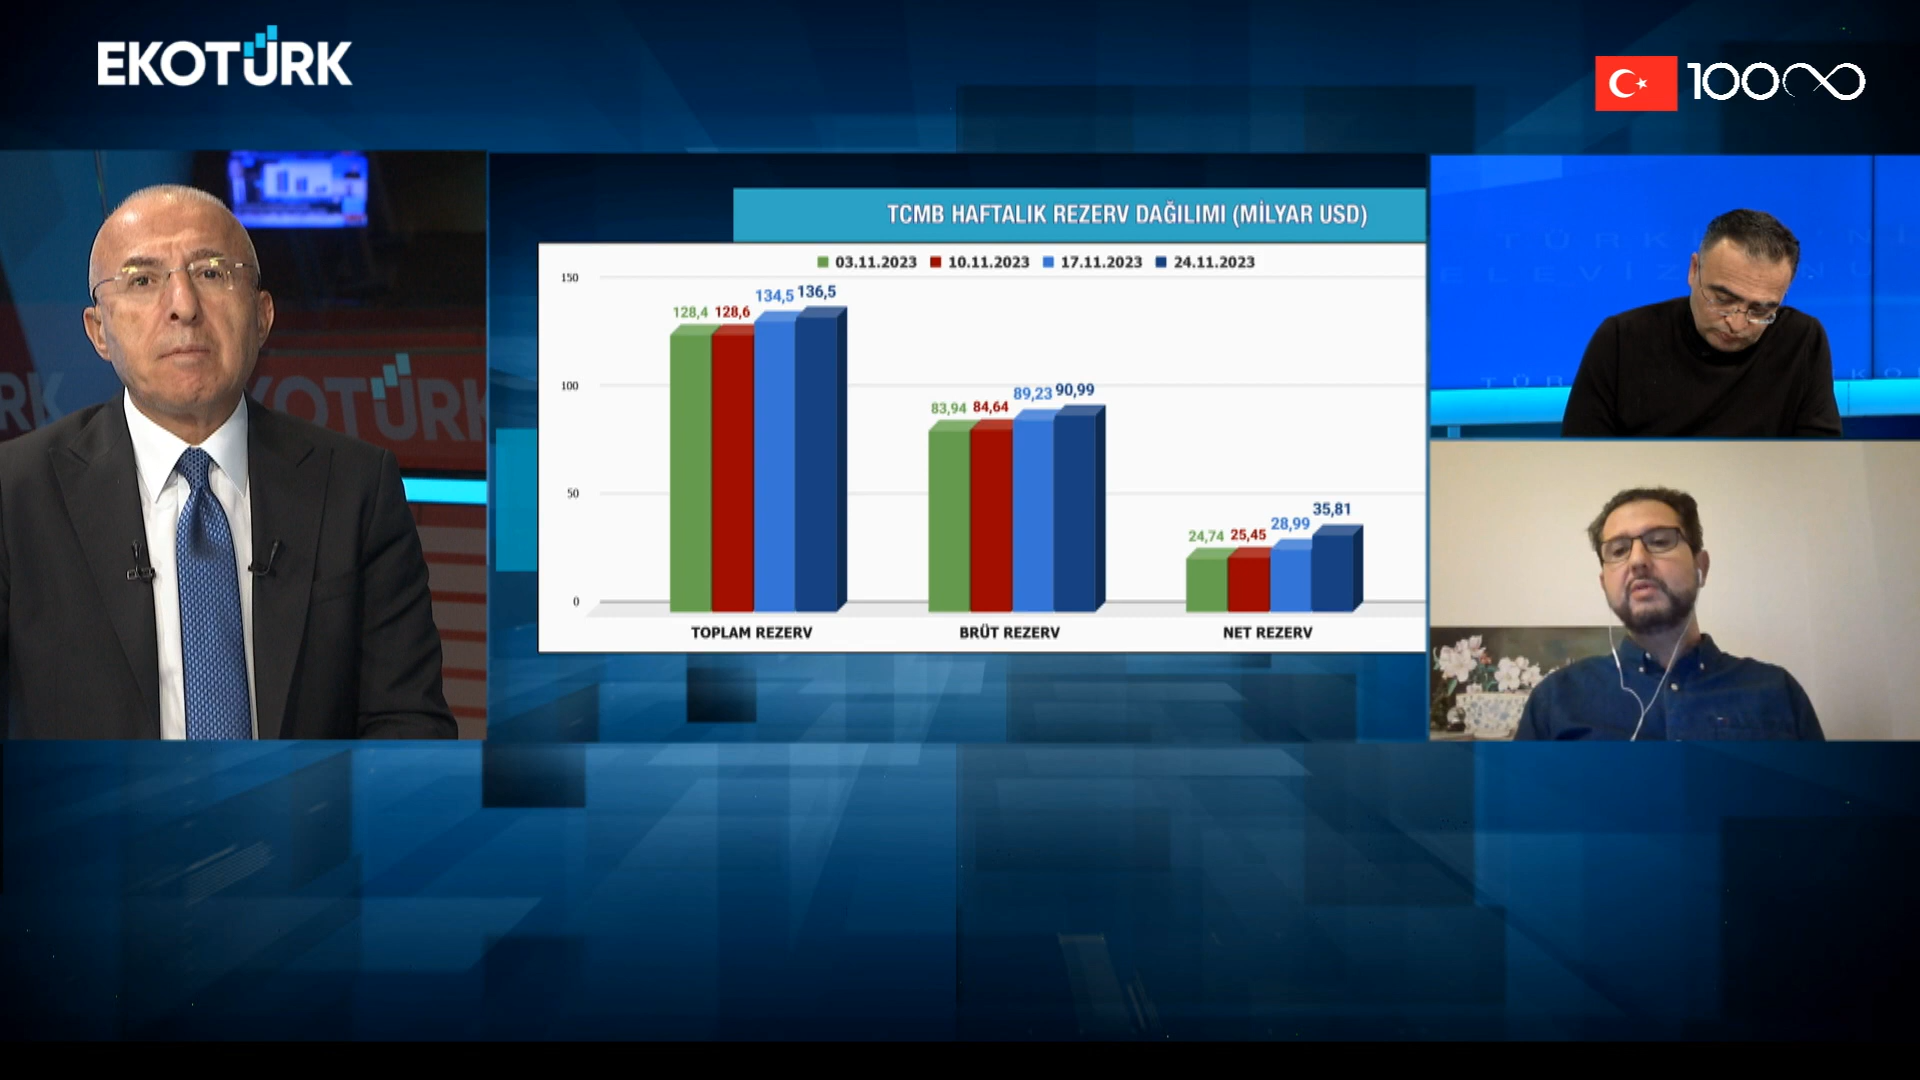 EKOTÜRK
100
TCMB HAFTALIK REZERV DAĞILIMI (MİLYAR USD)
03.11.2023 10.11.2023 17.11.2023 24.11.2023
150
100
50
0
128,4 128,6 134,5 136,5
83,94 84,64 89,23 90,99
24,74 25,45 28,99 35,81
TOPLAM REZERV BRÜT REZERV NET REZERV
RK
KOTÜRK